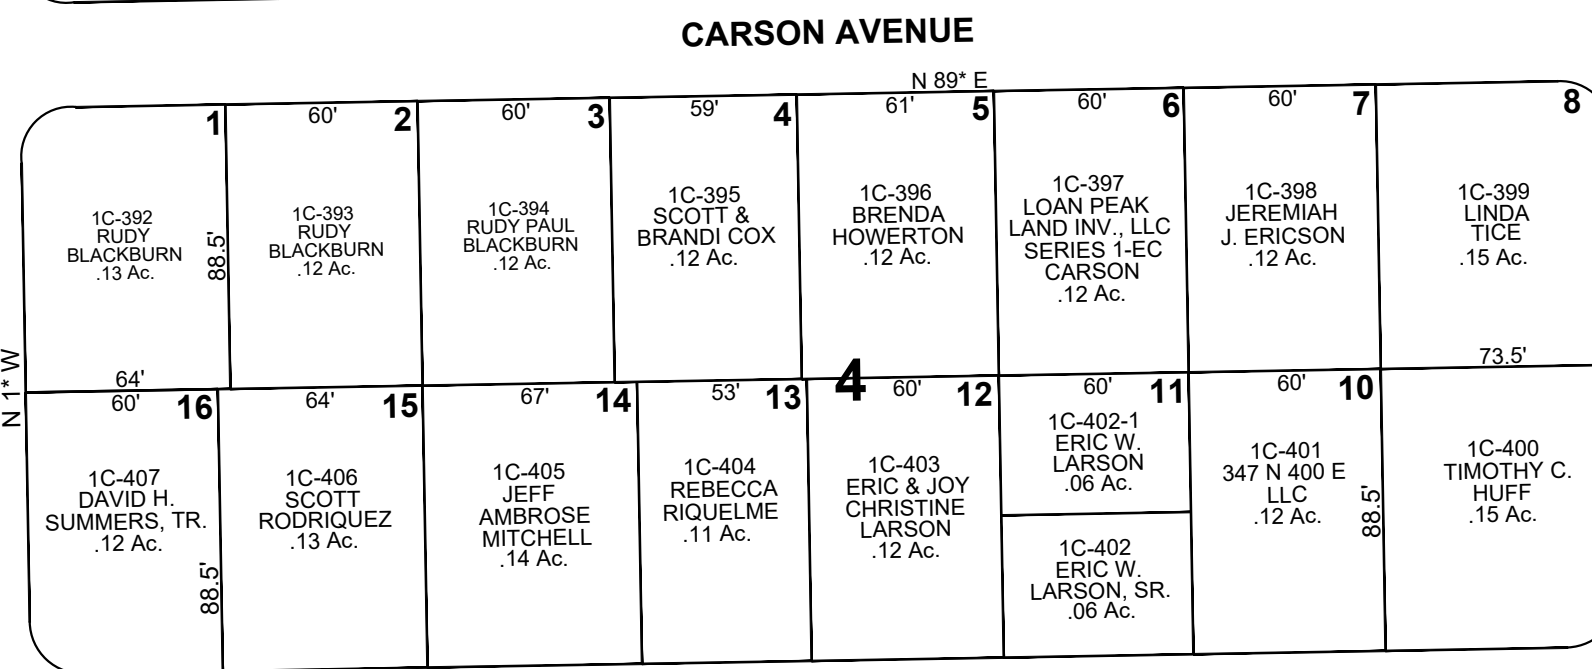 CARSON AVENUE
N 89* E
1
60'
2
60'
3
59'
4
61'
5
60'
6
60'
7
8
1C-392
RUDY
BLACKBURN
.13 Ac.
88.5'
64'
1C-393
RUDY
BLACKBURN
.12 Ac.
1C-394
RUDY PAUL
BLACKBURN
.12 Ac.
1C-395
SCOTT &
BRANDI COX
.12 Ac.
1C-396
BRENDA
HOWERTON
.12 Ac.
1C-397
LOAN PEAK
LAND INV., LLC
SERIES 1-EC
CARSON
.12 Ac.
1C-398
JEREMIAH
J. ERICSON
.12 Ac.
1C-399
LINDA
TICE
.15 Ac.
73.5'
N 1* W
4
60'
16
64'
15
67'
14
53'
13
60'
12
60'
11
60'
10
1C-407
DAVID H.
SUMMERS, TR.
.12 Ac.
88.5'
1C-406
SCOTT
RODRIQUEZ
.13 Ac.
1C-405
JEFF
AMBROSE
MITCHELL
.14 Ac.
1C-404
REBECCA
RIQUELME
.11 Ac.
1C-403
ERIC & JOY
CHRISTINE
LARSON
.12 Ac.
1C-402-1
ERIC W.
LARSON
.06 Ac.
1C-402
ERIC W.
LARSON, SR.
.06 Ac.
1C-401
347 N 400 E
LLC
.12 Ac.
88.5'
1C-400
TIMOTHY C.
HUFF
.15 Ac.